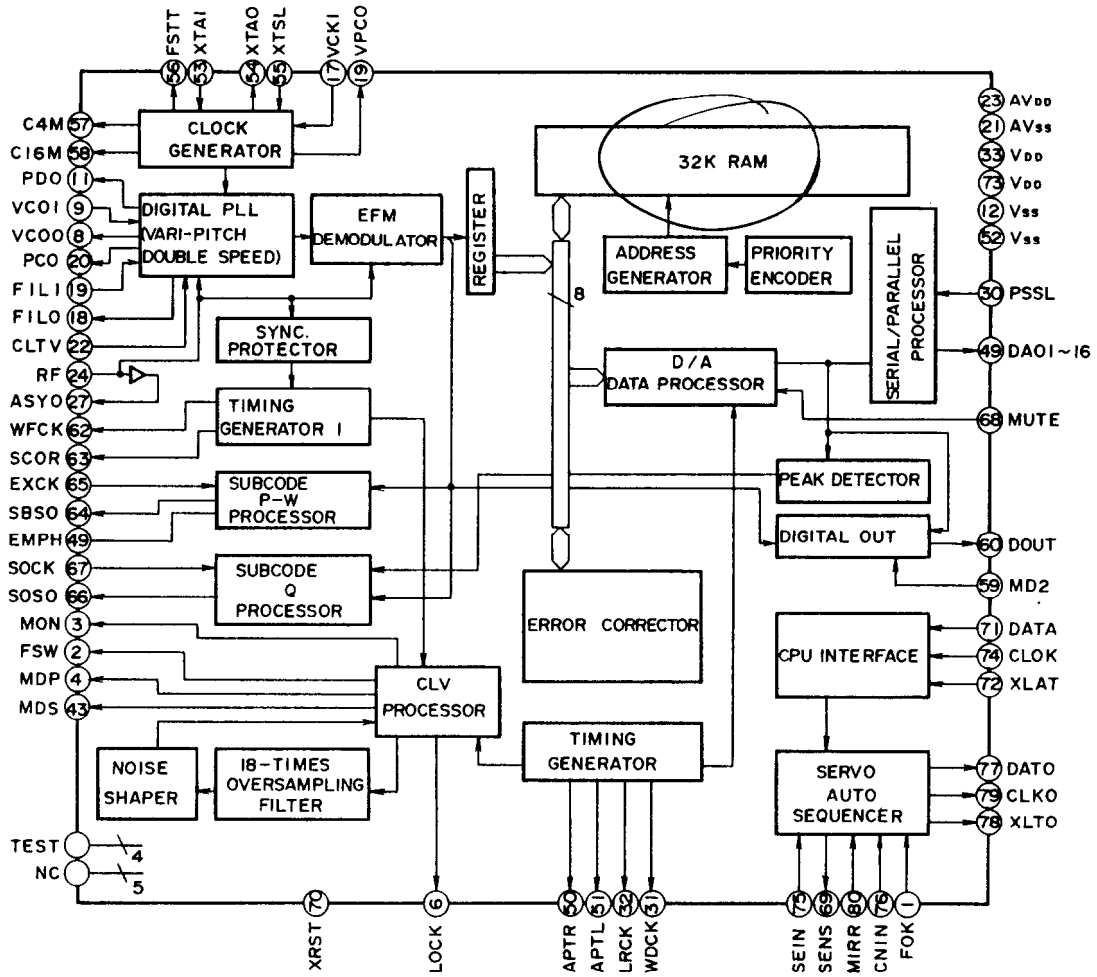 FSTT
XTAI
XTAO
XTSL
VCKI
VPCO
56
53
54
55
17
19
C4M 57
C16M 58
PDO 11
VCOI 9
VCOO 8
PCO 20
FILI 19
FILO 18
CLTV 22
RF 24
ASYO 27
WFCK 62
SCOR 63
EXCK 65
SBSO 64
EMPH 49
SOCK 67
SOSO 66
MON 3
FSW 2
MDP 4
MDS 43
TEST
4
NC
5
CLOCK
GENERATOR
DIGITAL PLL
(VARI-PITCH
DOUBLE SPEED)
EFM
DEMODULATOR
REGISTER
SYNC.
PROTECTOR
TIMING
GENERATOR 1
SUBCODE
P-W
PROCESSOR
SUBCODE
Q
PROCESSOR
CLV
PROCESSOR
NOISE
SHAPER
18-TIMES
OVERSAMPLING
FILTER
32K RAM
ADDRESS
GENERATOR
PRIORITY
ENCODER
8
D/A
DATA PROCESSOR
SERIAL/PARALLEL
PROCESSOR
PEAK DETECTOR
DIGITAL OUT
ERROR CORRECTOR
CPU INTERFACE
TIMING
GENERATOR
SERVO
AUTO
SEQUENCER
23 AVDD
21 AVSS
33 VDD
73 VDD
12 VSS
52 VSS
30 PSSL
49 DAO1~16
68 MUTE
60 DOUT
59 MD2
71 DATA
74 CLOK
72 XLAT
77 DATO
79 CLKO
78 XLTO
70
6
50
51
32
31
75
69
80
76
1
XRST
LOCK
APTR
APTL
LRCK
WDCK
SEIN
SENS
MIRR
CNIN
FOK